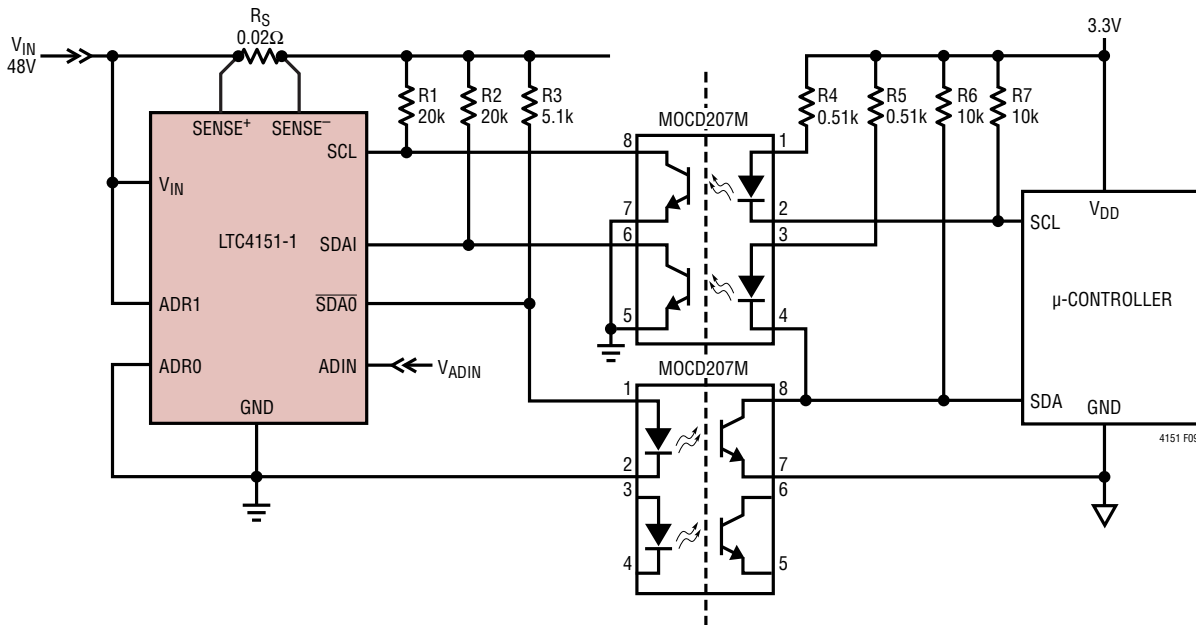 RS
0.02Ω
VIN
48V
3.3V
R1
20k
R2
20k
R3
5.1k
R4
0.51k
R5
0.51k
R6
10k
R7
10k
MOCD207M
SENSE+
SENSE–
SCL
VIN
LTC4151-1
SDAI
SDA0
ADR1
ADR0
ADIN
VADIN
GND
8
7
6
5
1
2
3
4
VDD
SCL
μ-CONTROLLER
SDA
GND
MOCD207M
1
2
3
4
8
7
6
5
4151 F09